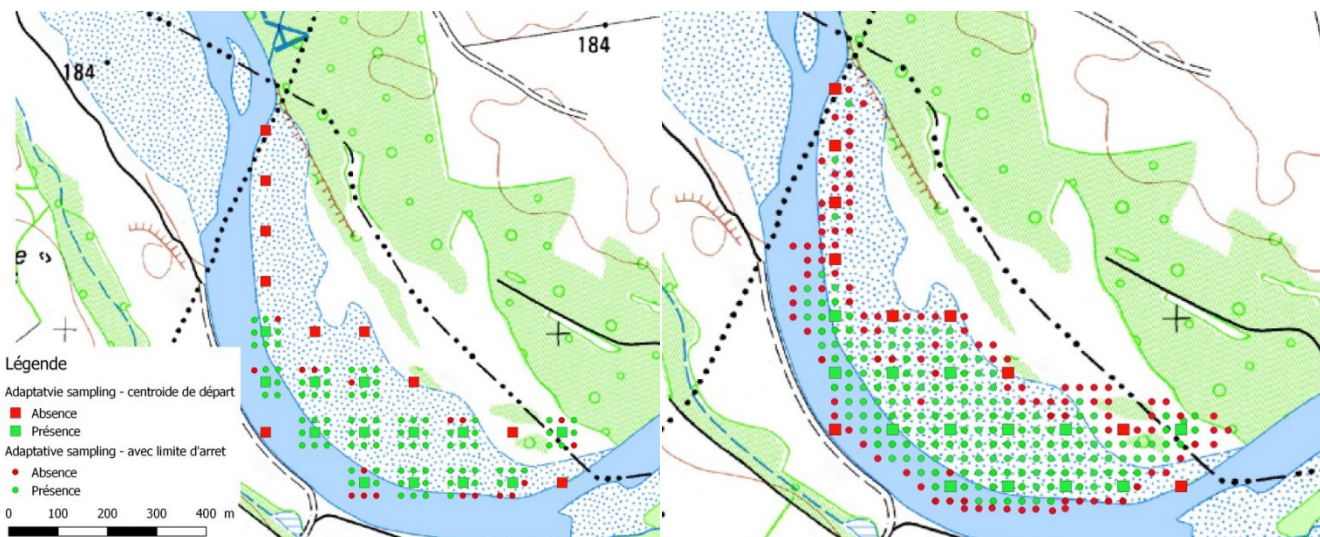 184
184
e s
184
Légende
Adaptatvie sampling - centroide de départ
Absence
Présence
Adaptative sampling - avec limite d'arret
Absence
Présence
0 100 200 300 400 m